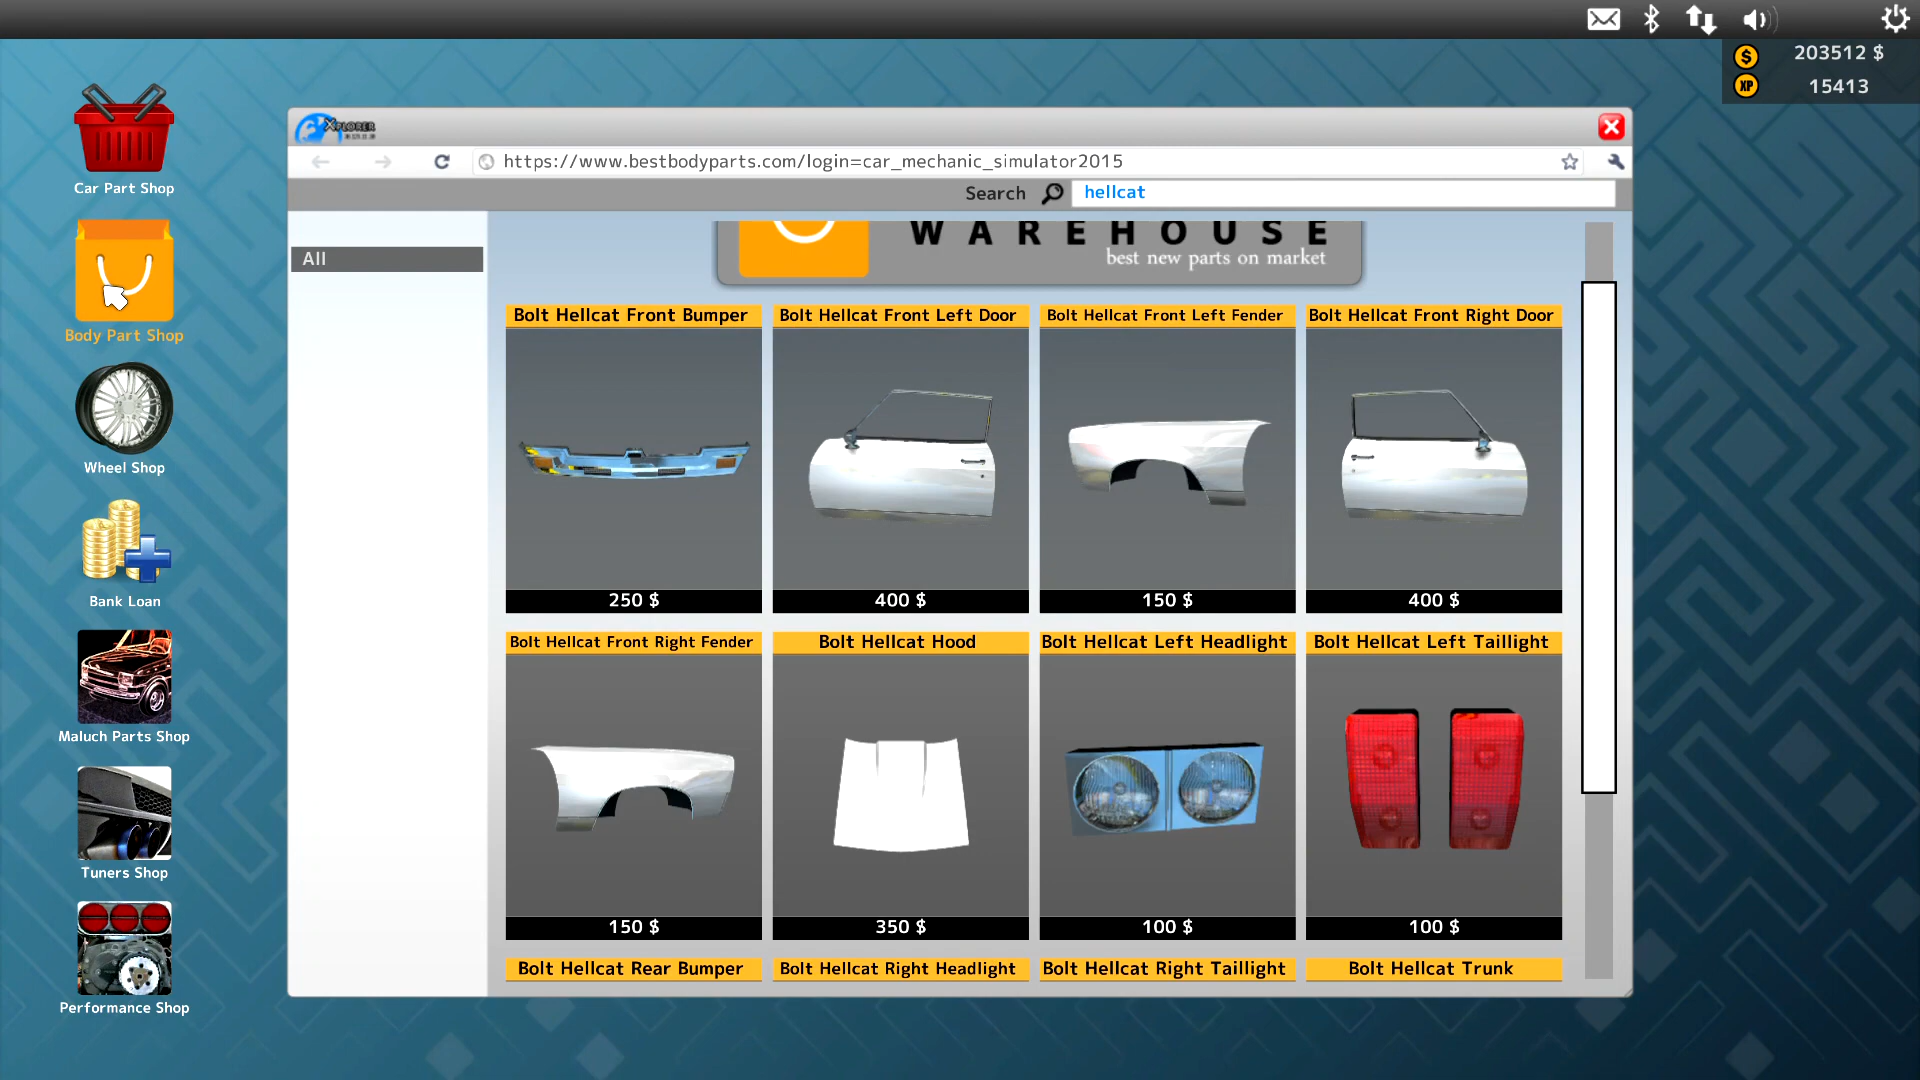 203512 $
XP
15413
Car Part Shop
Body Part Shop
Wheel Shop
Bank Loan
Maluch Parts Shop
Tuners Shop
Performance Shop
XPLORER
https://www.bestbodyparts.com/login=car_mechanic_simulator2015
Search
hellcat
All
WAREHOUSE
best new parts on market
Bolt Hellcat Front Bumper
Bolt Hellcat Front Left Door
Bolt Hellcat Front Left Fender
Bolt Hellcat Front Right Door
250 $
400 $
150 $
400 $
Bolt Hellcat Front Right Fender
Bolt Hellcat Hood
Bolt Hellcat Left Headlight
Bolt Hellcat Left Taillight
150 $
350 $
100 $
100 $
Bolt Hellcat Rear Bumper
Bolt Hellcat Right Headlight
Bolt Hellcat Right Taillight
Bolt Hellcat Trunk